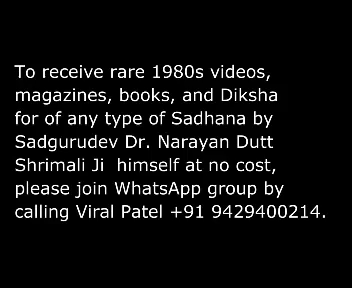 To receive rare 1980s videos,
magazines, books, and Diksha
for of any type of Sadhana by
Sadgurudev Dr. Narayan Dutt
Shrimali Ji  himself at no cost,
please join WhatsApp group by
calling Viral Patel +91 9429400214.